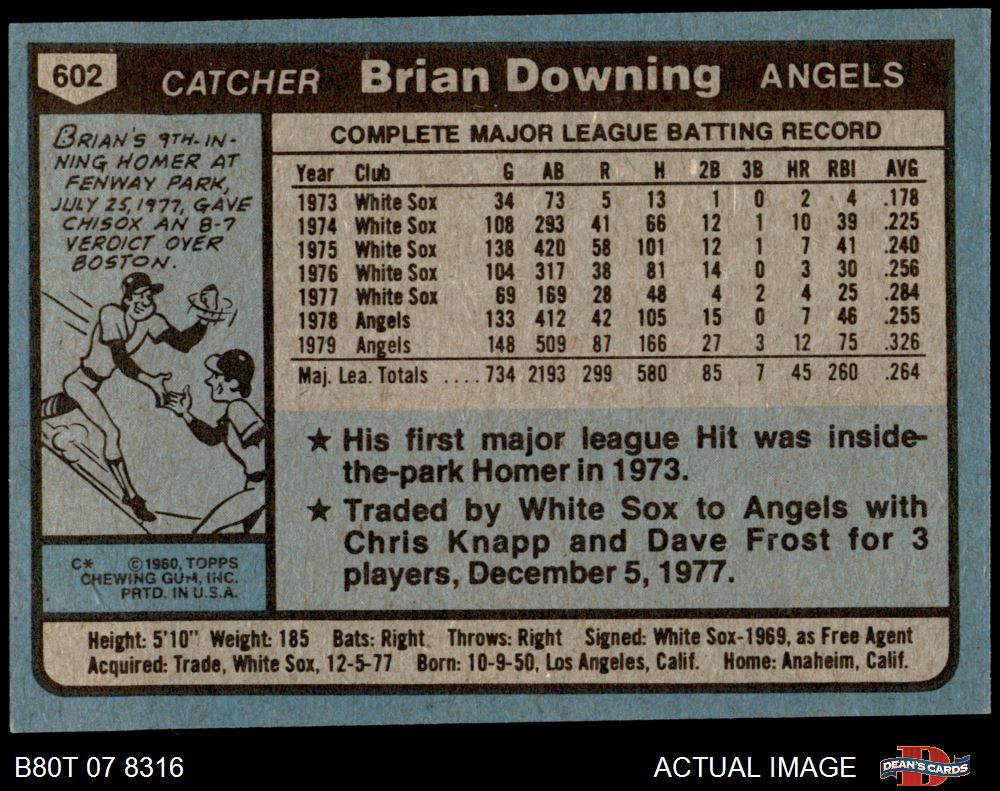 602 CATCHER Brian Downing ANGELS
BRIAN'S 9TH-IN-
NING HOMER AT
FENWAY PARK,
JULY 25, 1977, GAVE
CHISOX AN 8-7
VERDICT OVER
BOSTON.
C* ©1980, TOPPS
CHEWING GUM, INC.
PRTD. IN U.S.A.
COMPLETE MAJOR LEAGUE BATTING RECORD
Year Club G AB R H 2B 3B HR RBI AVG
1973 White Sox 34 73 5 13 1 0 2 4 .178
1974 White Sox 108 293 41 66 12 1 10 39 .225
1975 White Sox 138 420 58 101 12 1 7 41 .240
1976 White Sox 104 317 38 81 14 0 3 30 .256
1977 White Sox 69 169 28 48 4 2 4 25 .284
1978 Angels 133 412 42 105 15 0 7 46 .255
1979 Angels 148 509 87 166 27 3 12 75 .326
Maj. Lea. Totals .... 734 2193 299 580 85 7 45 260 .264
★ His first major league Hit was inside-
the-park Homer in 1973.
★ Traded by White Sox to Angels with
Chris Knapp and Dave Frost for 3
players, December 5, 1977.
Height: 5'10" Weight: 185 Bats: Right Throws: Right Signed: White Sox-1969, as Free Agent
Acquired: Trade, White Sox, 12-5-77 Born: 10-9-50, Los Angeles, Calif. Home: Anaheim, Calif.
B80T 07 8316 ACTUAL IMAGE D DEAN'S CARDS